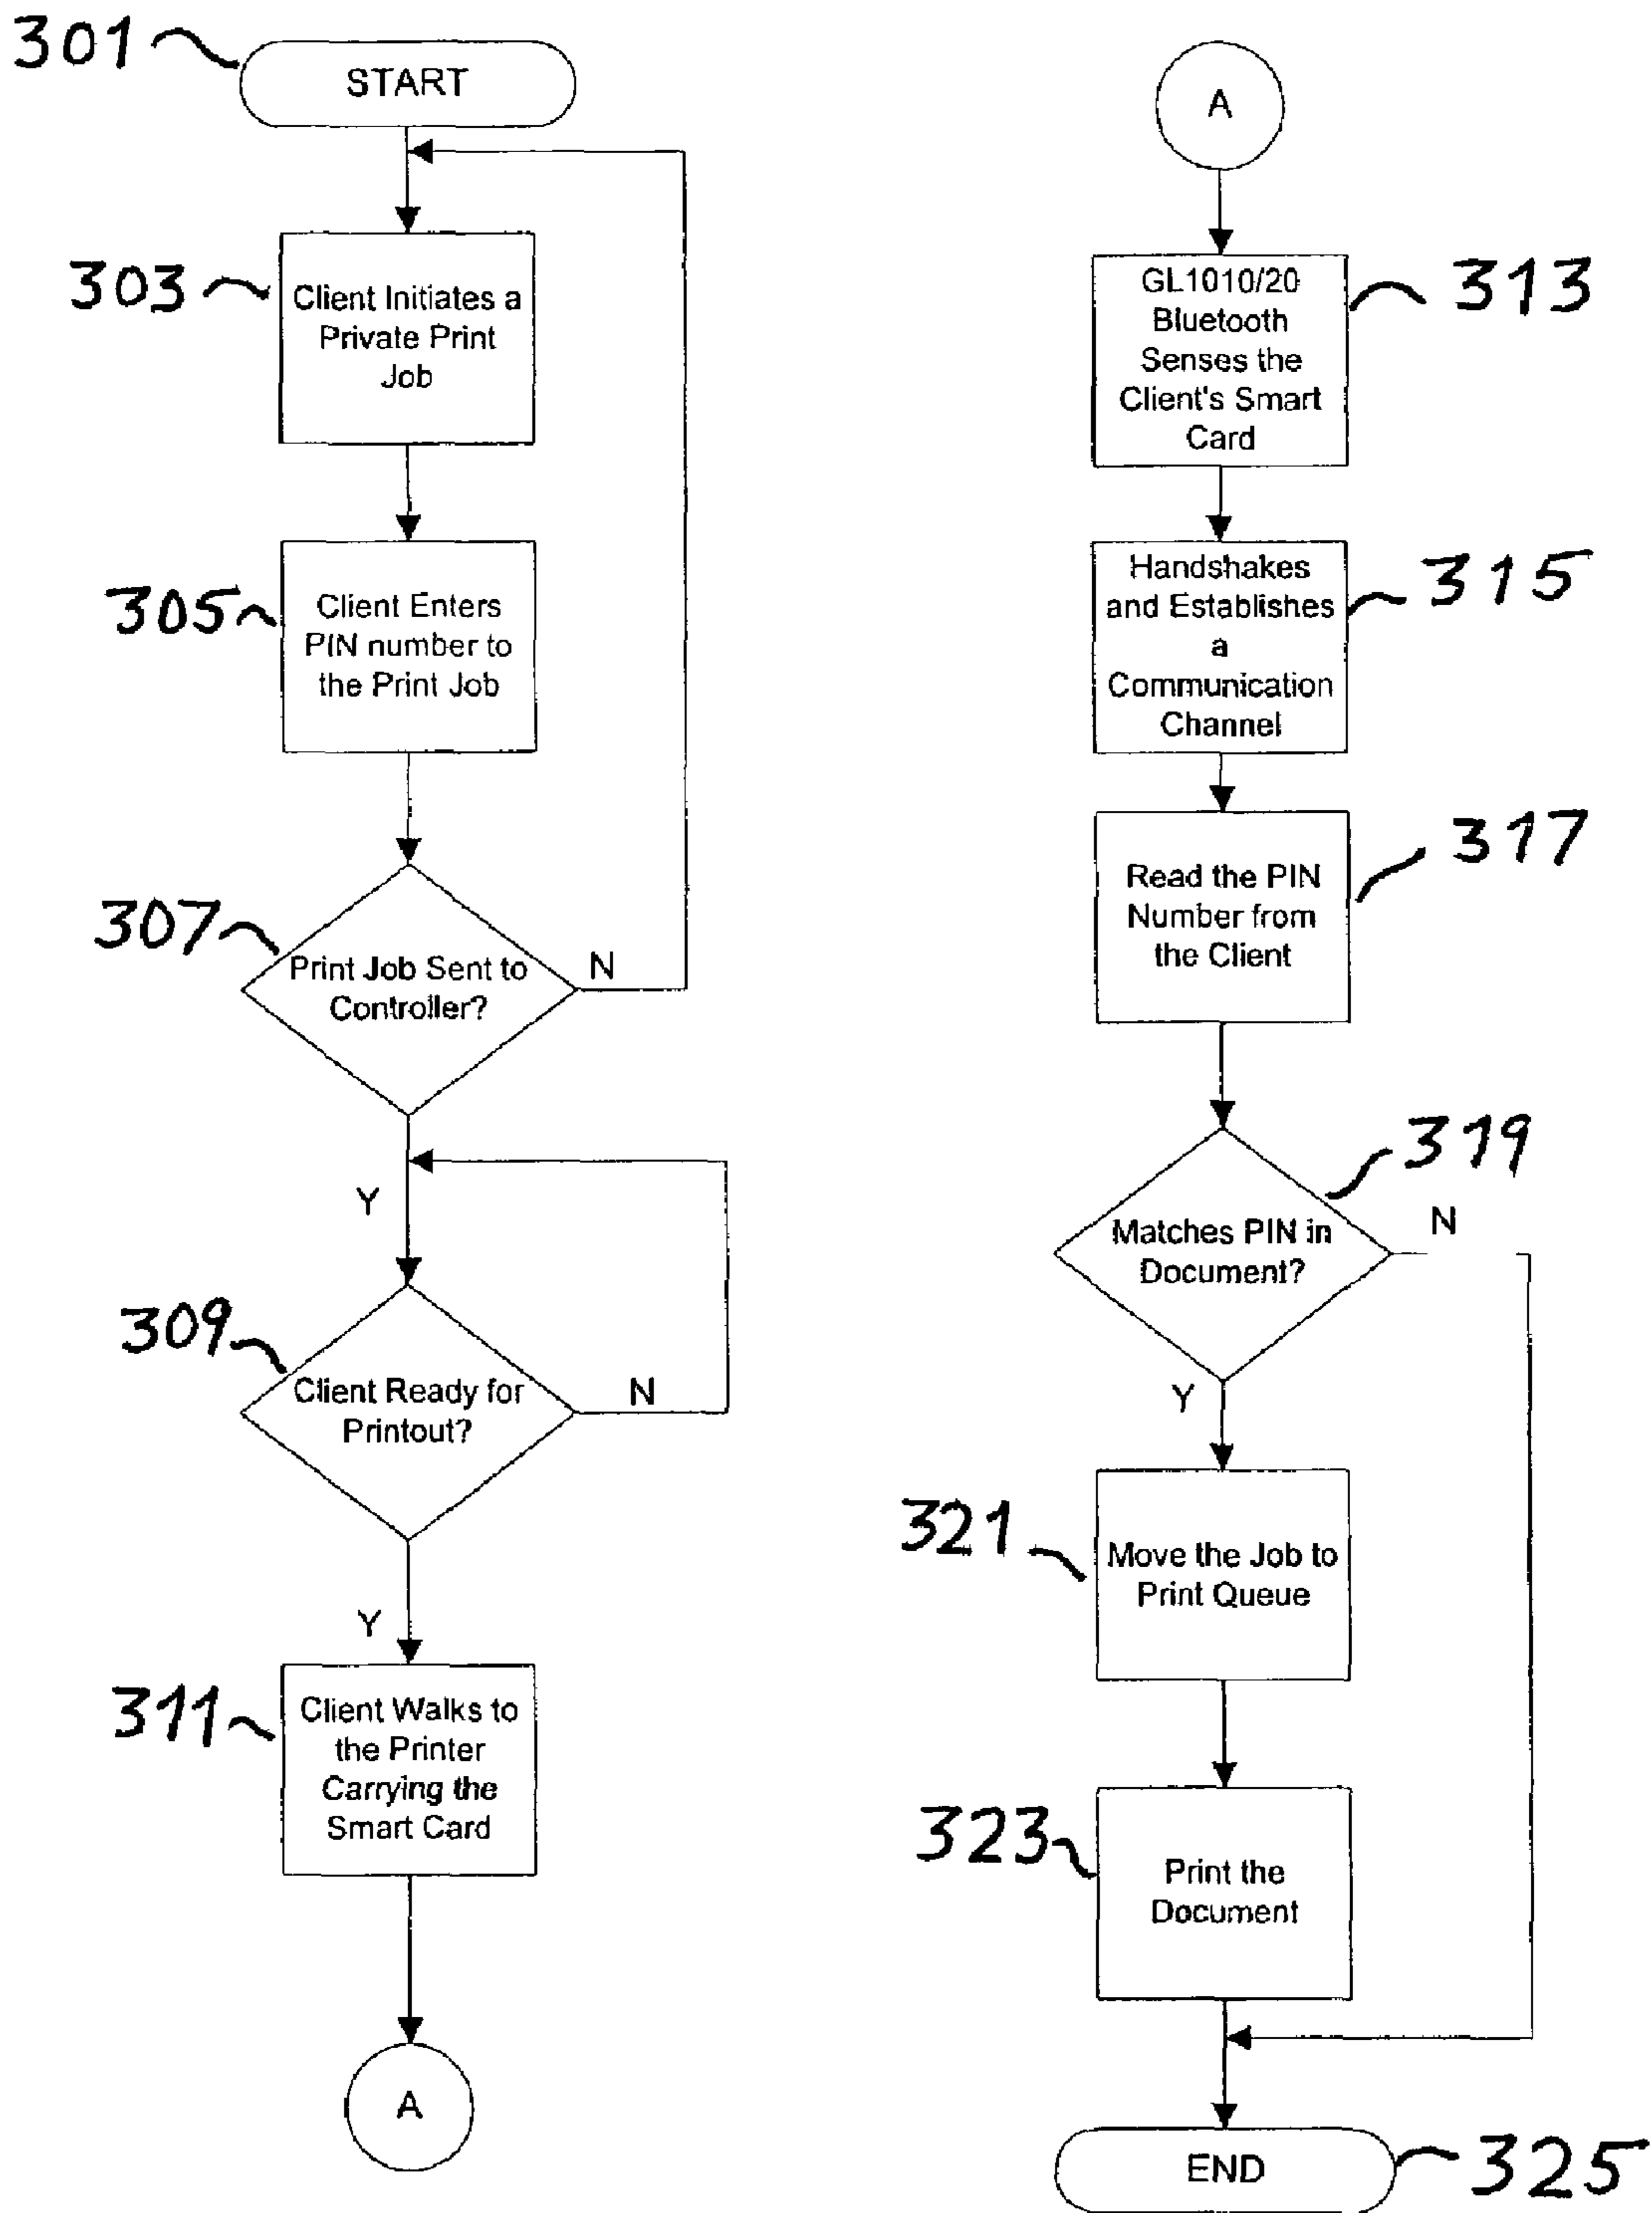 301
START
303
Client Initiates a
Private Print
Job
305
Client Enters
PIN number to
the Print Job
307
Print Job Sent to
Controller?
N
Y
309
Client Ready for
Printout?
N
Y
311
Client Walks to
the Printer
Carrying the
Smart Card
A
A
GL1010/20
Bluetooth
Senses the
Client's Smart
Card
313
Handshakes
and Establishes
a
Communication
Channel
315
Read the PIN
Number from
the Client
317
319
Matches PIN in
Document?
N
Y
321
Move the Job to
Print Queue
323
Print the
Document
END
325